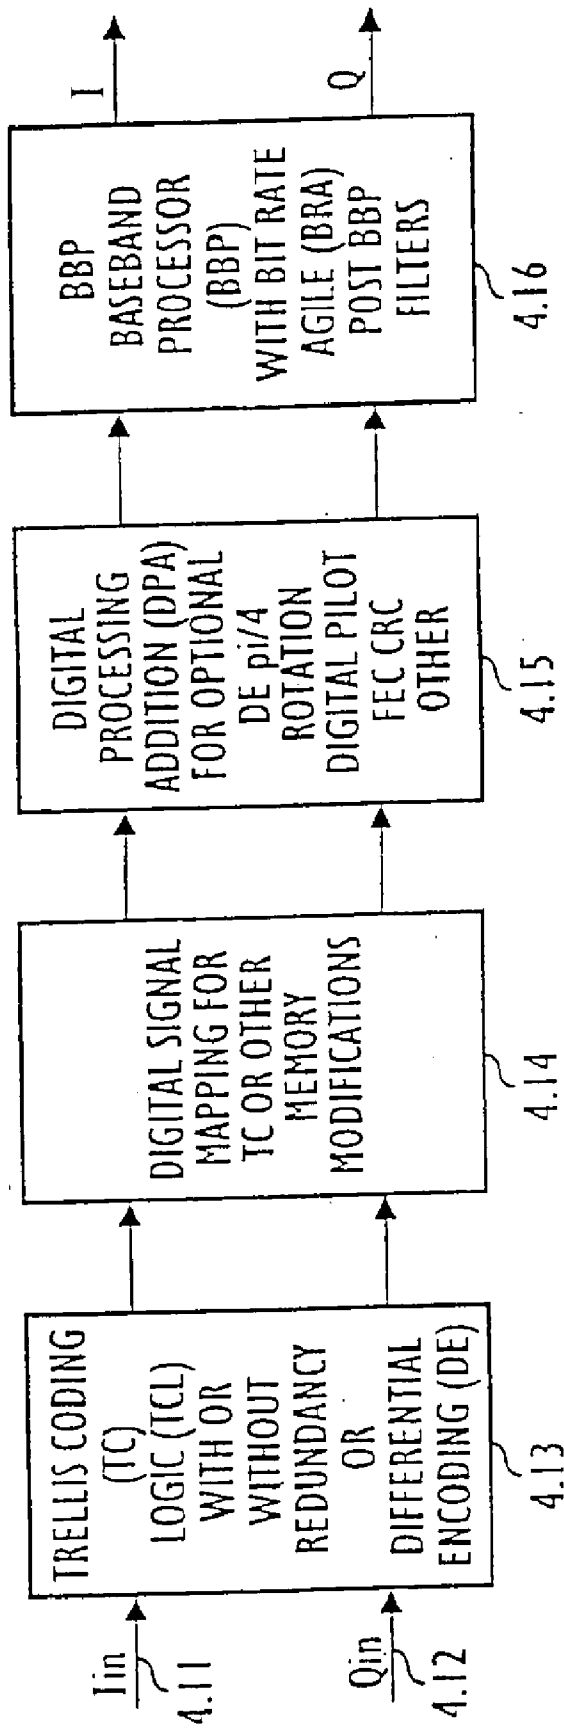 Iin
4.11
Qin
4.12
TRELLIS CODING
(TC)
LOGIC (TCL)
WITH OR
WITHOUT
REDUNDANCY
OR
DIFFERENTIAL
ENCODING (DE)
4.13
DIGITAL SIGNAL
MAPPING FOR
TC OR OTHER
MEMORY
MODIFICATIONS
4.14
DIGITAL
PROCESSING
ADDITION (DPA)
FOR OPTIONAL
DE pi/4
ROTATION
DIGITAL PILOT
FEC CRC
OTHER
4.15
BBP
BASEBAND
PROCESSOR
(BBP)
WITH BIT RATE
AGILE (BRA)
POST BBP
FILTERS
4.16
I
Q